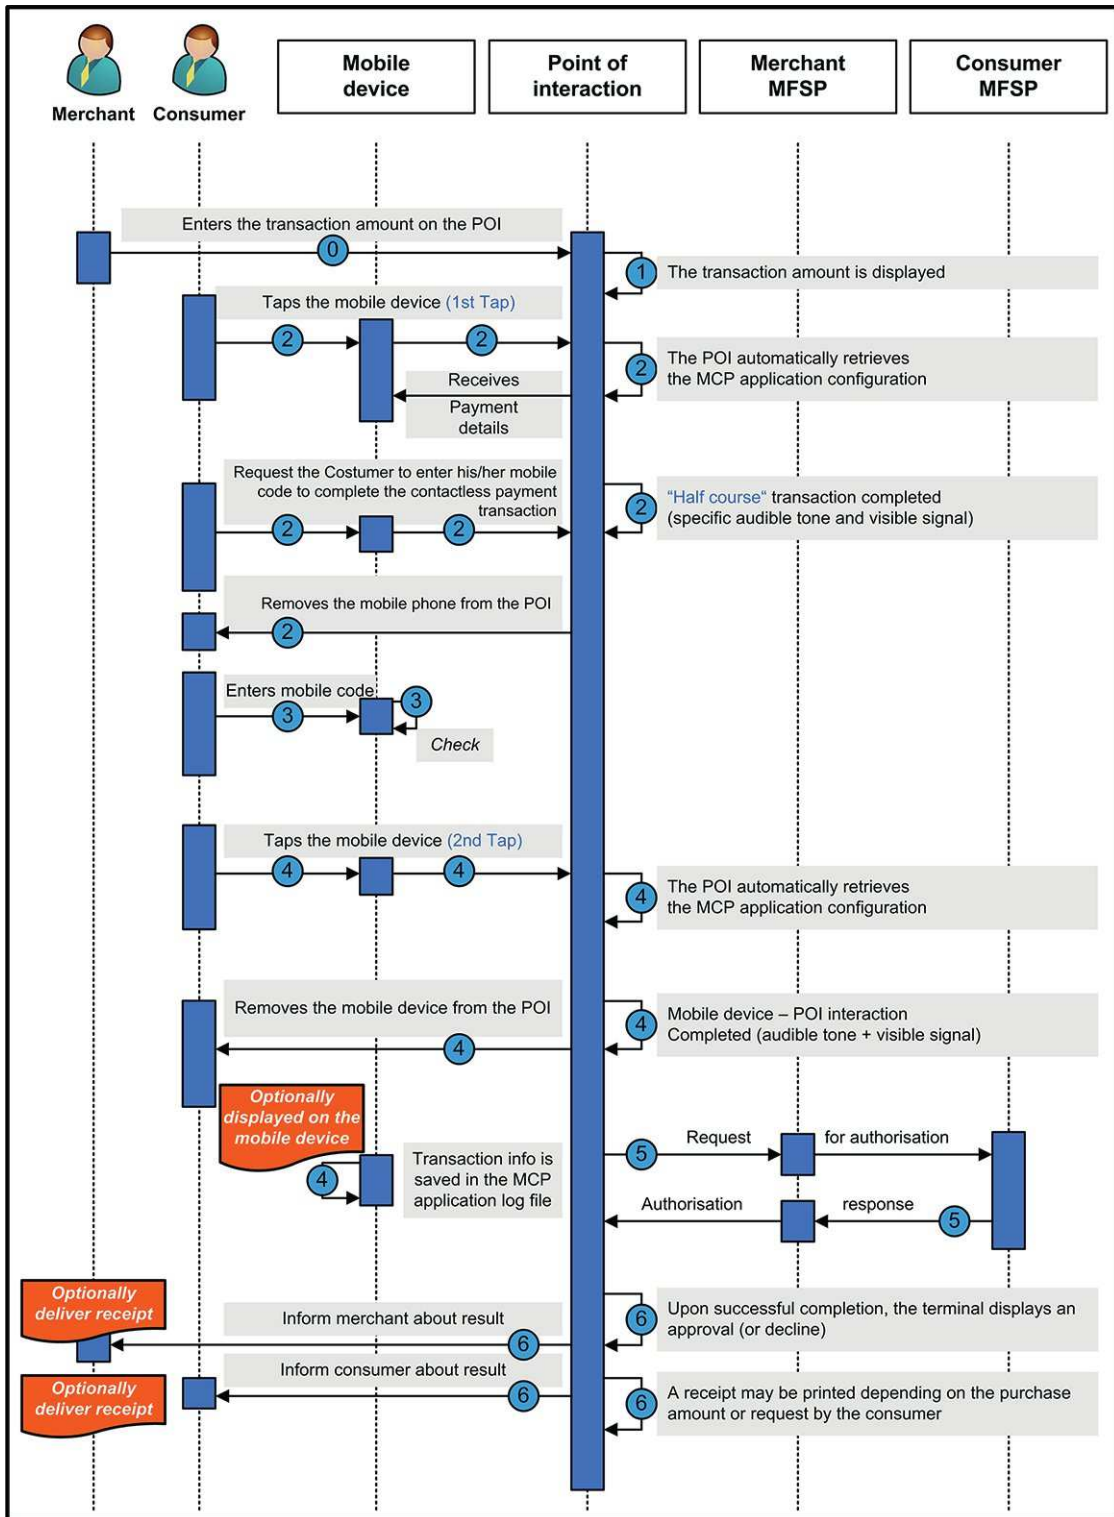 Merchant
Consumer
Mobile
device
Point of
interaction
Merchant
MFSP
Consumer
MFSP
Enters the transaction amount on the POI
0
1
The transaction amount is displayed
Taps the mobile device (1st Tap)
2
2
2
The POI automatically retrieves
the MCP application configuration
Receives
Payment
details
Request the Costumer to enter his/her mobile
code to complete the contactless payment
transaction
2
2
2
“Half course“ transaction completed
(specific audible tone and visible signal)
Removes the mobile phone from the POI
2
Enters mobile code
3
3
Check
Taps the mobile device (2nd Tap)
4
4
4
The POI automatically retrieves
the MCP application configuration
Removes the mobile device from the POI
4
4
Mobile device – POI interaction
Completed (audible tone + visible signal)
Optionally
displayed on the
mobile device
4
Transaction info is
saved in the MCP
application log file
5
Request
for authorisation
Authorisation
response
5
Optionally
deliver receipt
Inform merchant about result
6
6
Upon successful completion, the terminal displays an
approval (or decline)
Optionally
deliver receipt
Inform consumer about result
6
6
A receipt may be printed depending on the purchase
amount or request by the consumer